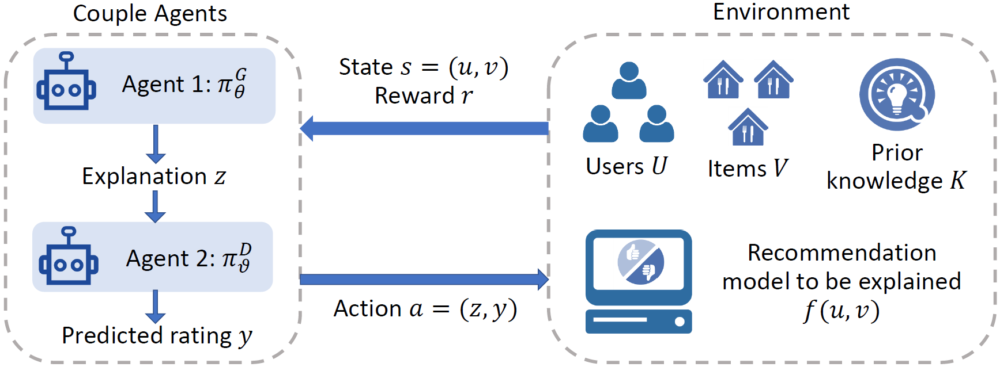 Couple Agents
Agent 1: π_θ^G
Explanation z
Agent 2: π_ϑ^D
Predicted rating y
State s = (u, v)
Reward r
Action a = (z, y)
Environment
Users U
Items V
Prior
knowledge K
Recommendation
model to be explained
f(u, v)